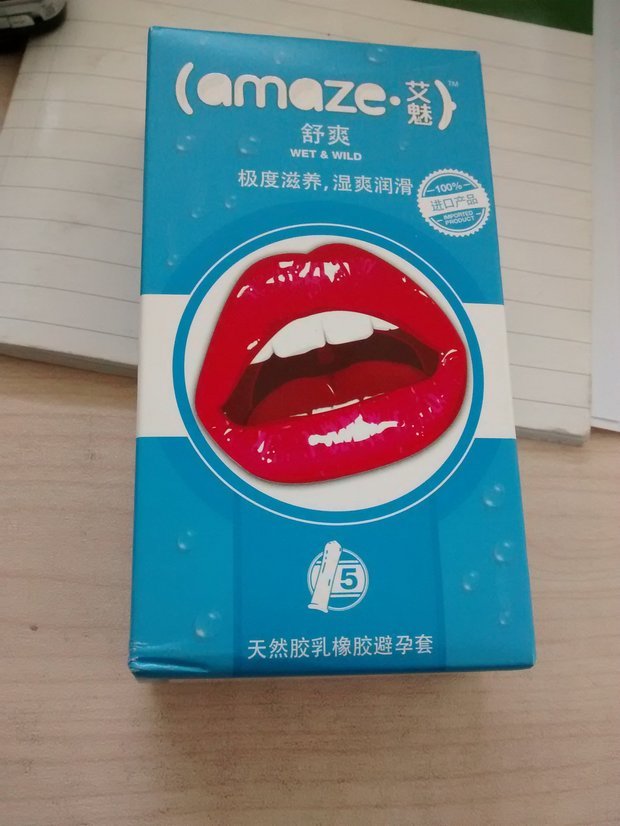 (amaze·艾魅)™
舒爽
WET & WILD
极度滋养,湿爽润滑
100%
进口产品
IMPORTED
PRODUCT
5
天然胶乳橡胶避孕套